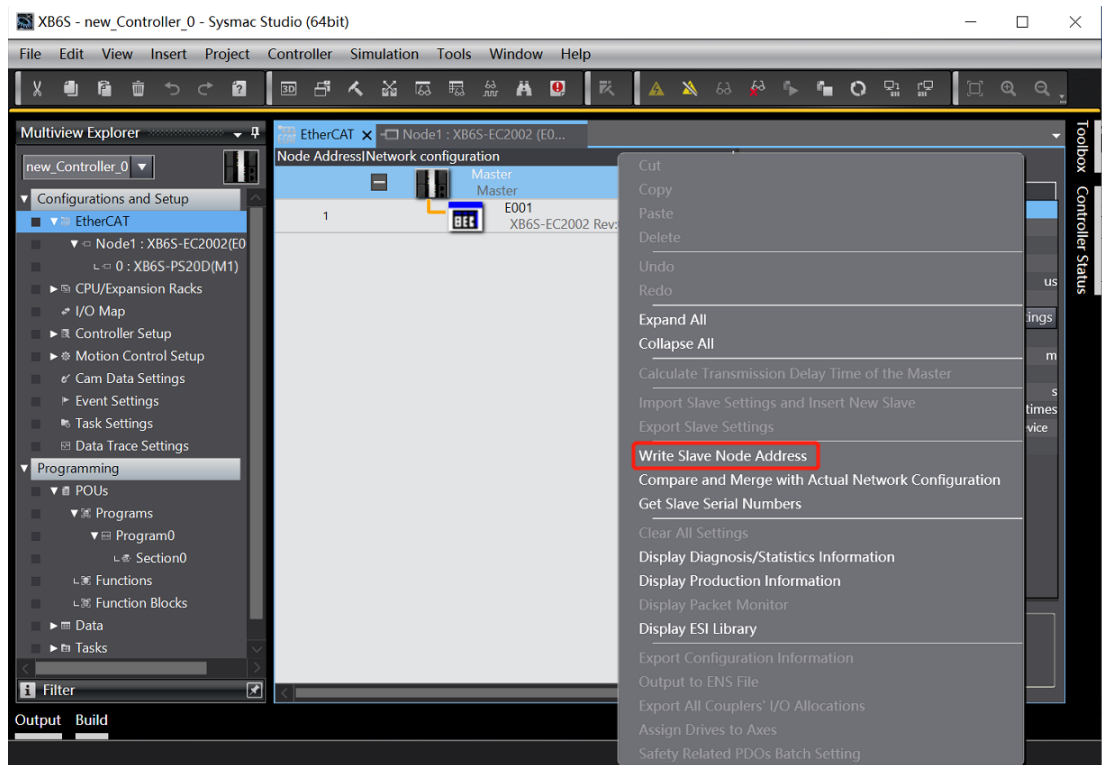 XB6S - new_Controller_0 - Sysmac Studio (64bit)
File Edit View Insert Project Controller Simulation Tools Window Help
3D
Multiview Explorer
new_Controller_0
Configurations and Setup
EtherCAT
Node1 : XB6S-EC2002(E0
0 : XB6S-PS20D(M1)
CPU/Expansion Racks
I/O Map
Controller Setup
Motion Control Setup
Cam Data Settings
Event Settings
Task Settings
Data Trace Settings
Programming
POUs
Programs
Program0
Section0
Functions
Function Blocks
Data
Tasks
Filter
EtherCAT
Node1 : XB6S-EC2002 (E0...
Node Address|Network configuration
Master
Master
1
E001
XB6S-EC2002 Rev:
Cut
Copy
Paste
Delete
Undo
Redo
Expand All
Collapse All
Calculate Transmission Delay Time of the Master
Import Slave Settings and Insert New Slave
Export Slave Settings
Write Slave Node Address
Compare and Merge with Actual Network Configuration
Get Slave Serial Numbers
Clear All Settings
Display Diagnosis/Statistics Information
Display Production Information
Display Packet Monitor
Display ESI Library
Export Configuration Information
Output to ENS File
Export All Couplers' I/O Allocations
Assign Drives to Axes
Safety Related PDOs Batch Setting
us
ings
m
s
times
vice
Toolbox
Controller Status
Output Build